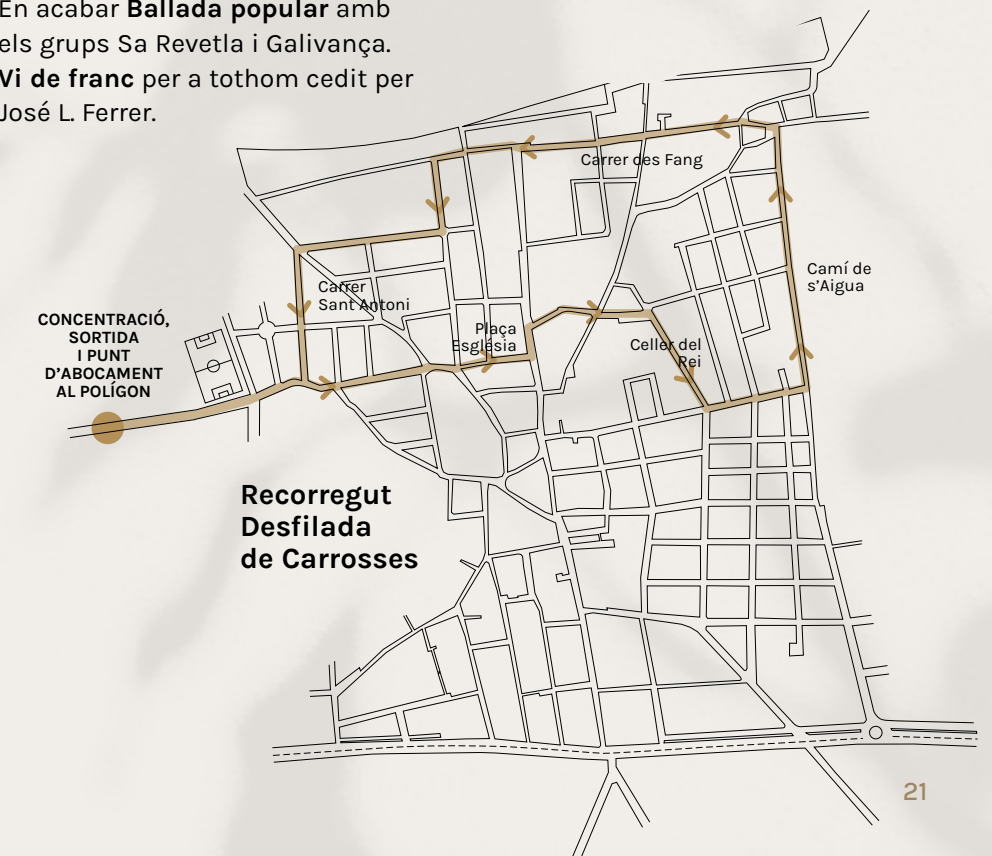 En acabar Ballada popular amb
els grups Sa Revetla i Galivança.
Vi de franc per a tothom cedit per
José L. Ferrer.
Carrer des Fang
Camí de
s'Aigua
Carrer
Sant Antoni
Plaça
Església
Celler del
Rei
CONCENTRACIÓ,
SORTIDA
I PUNT
D'ABOCAMENT
AL POLÍGON
Recorregut
Desfilada
de Carrosses
21